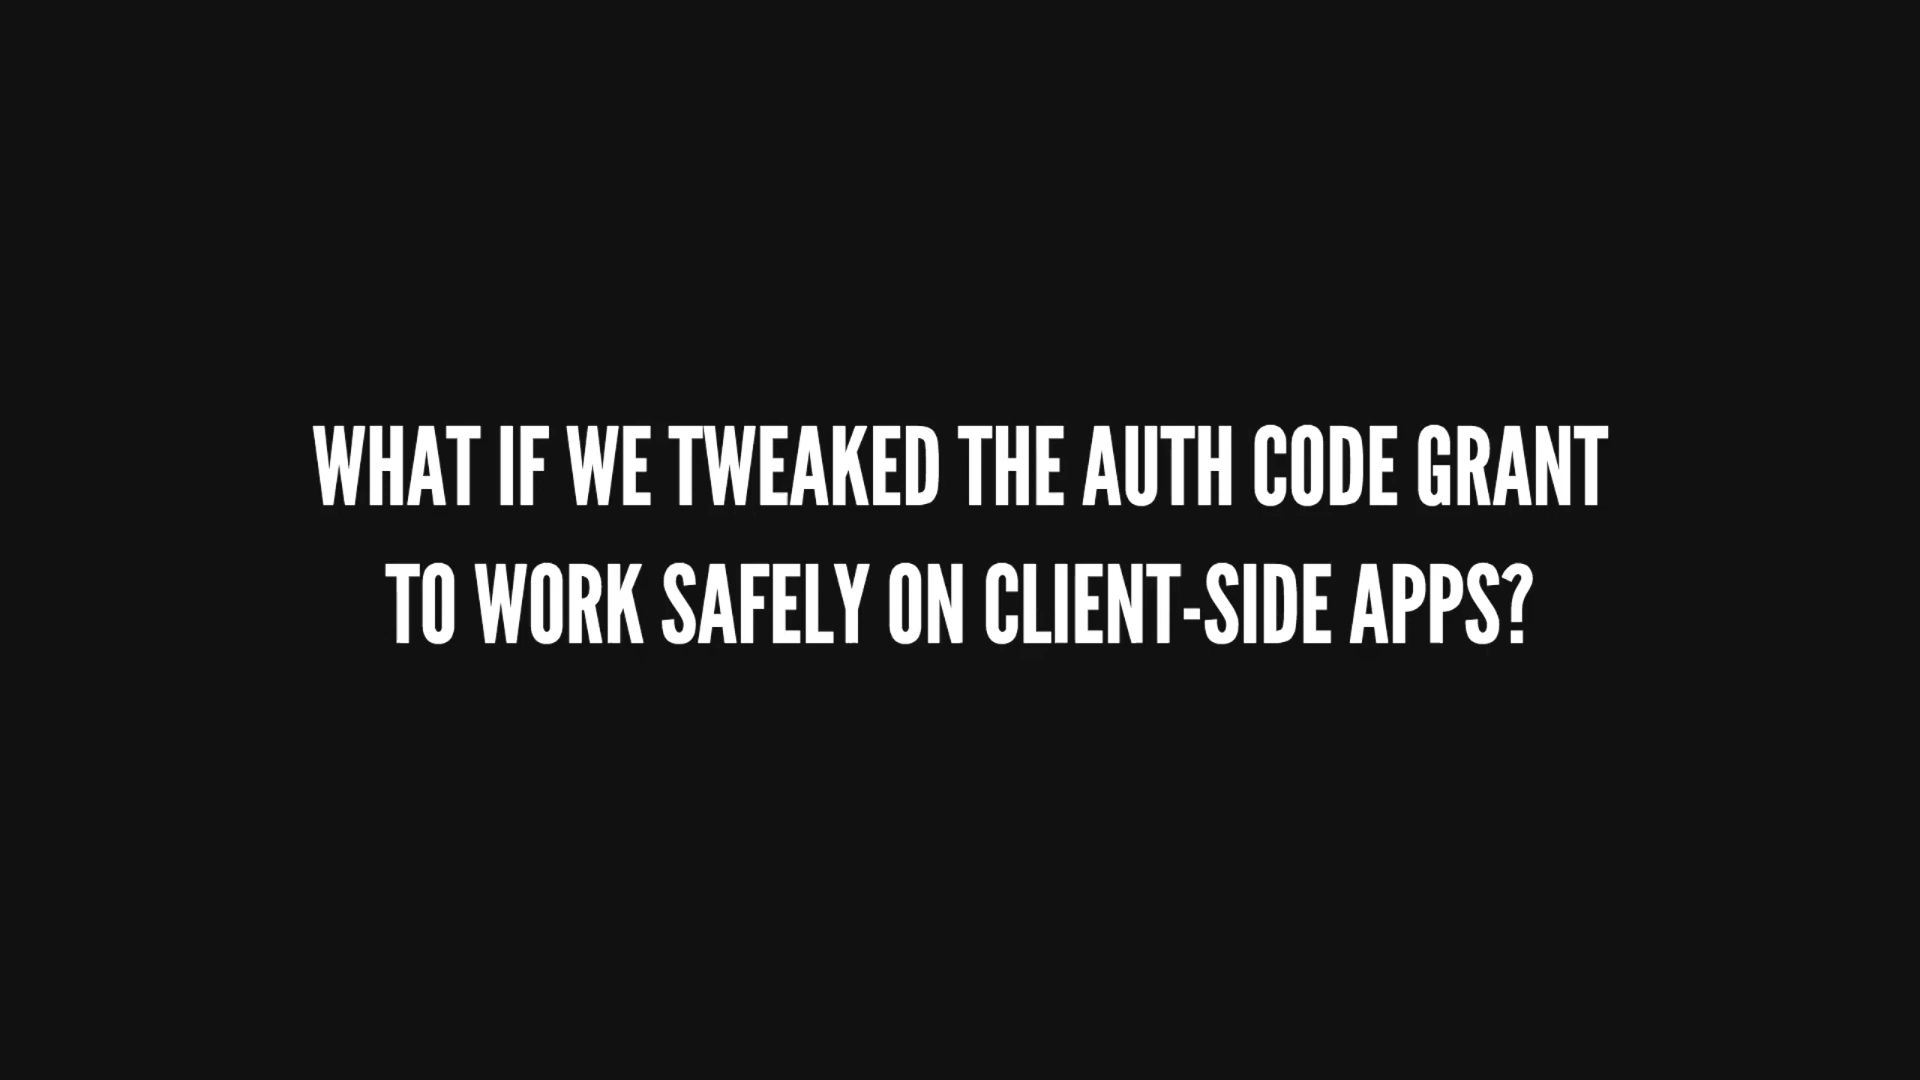 WHAT IF WE TWEAKED THE AUTH CODE GRANT
TO WORK SAFELY ON CLIENT-SIDE APPS?